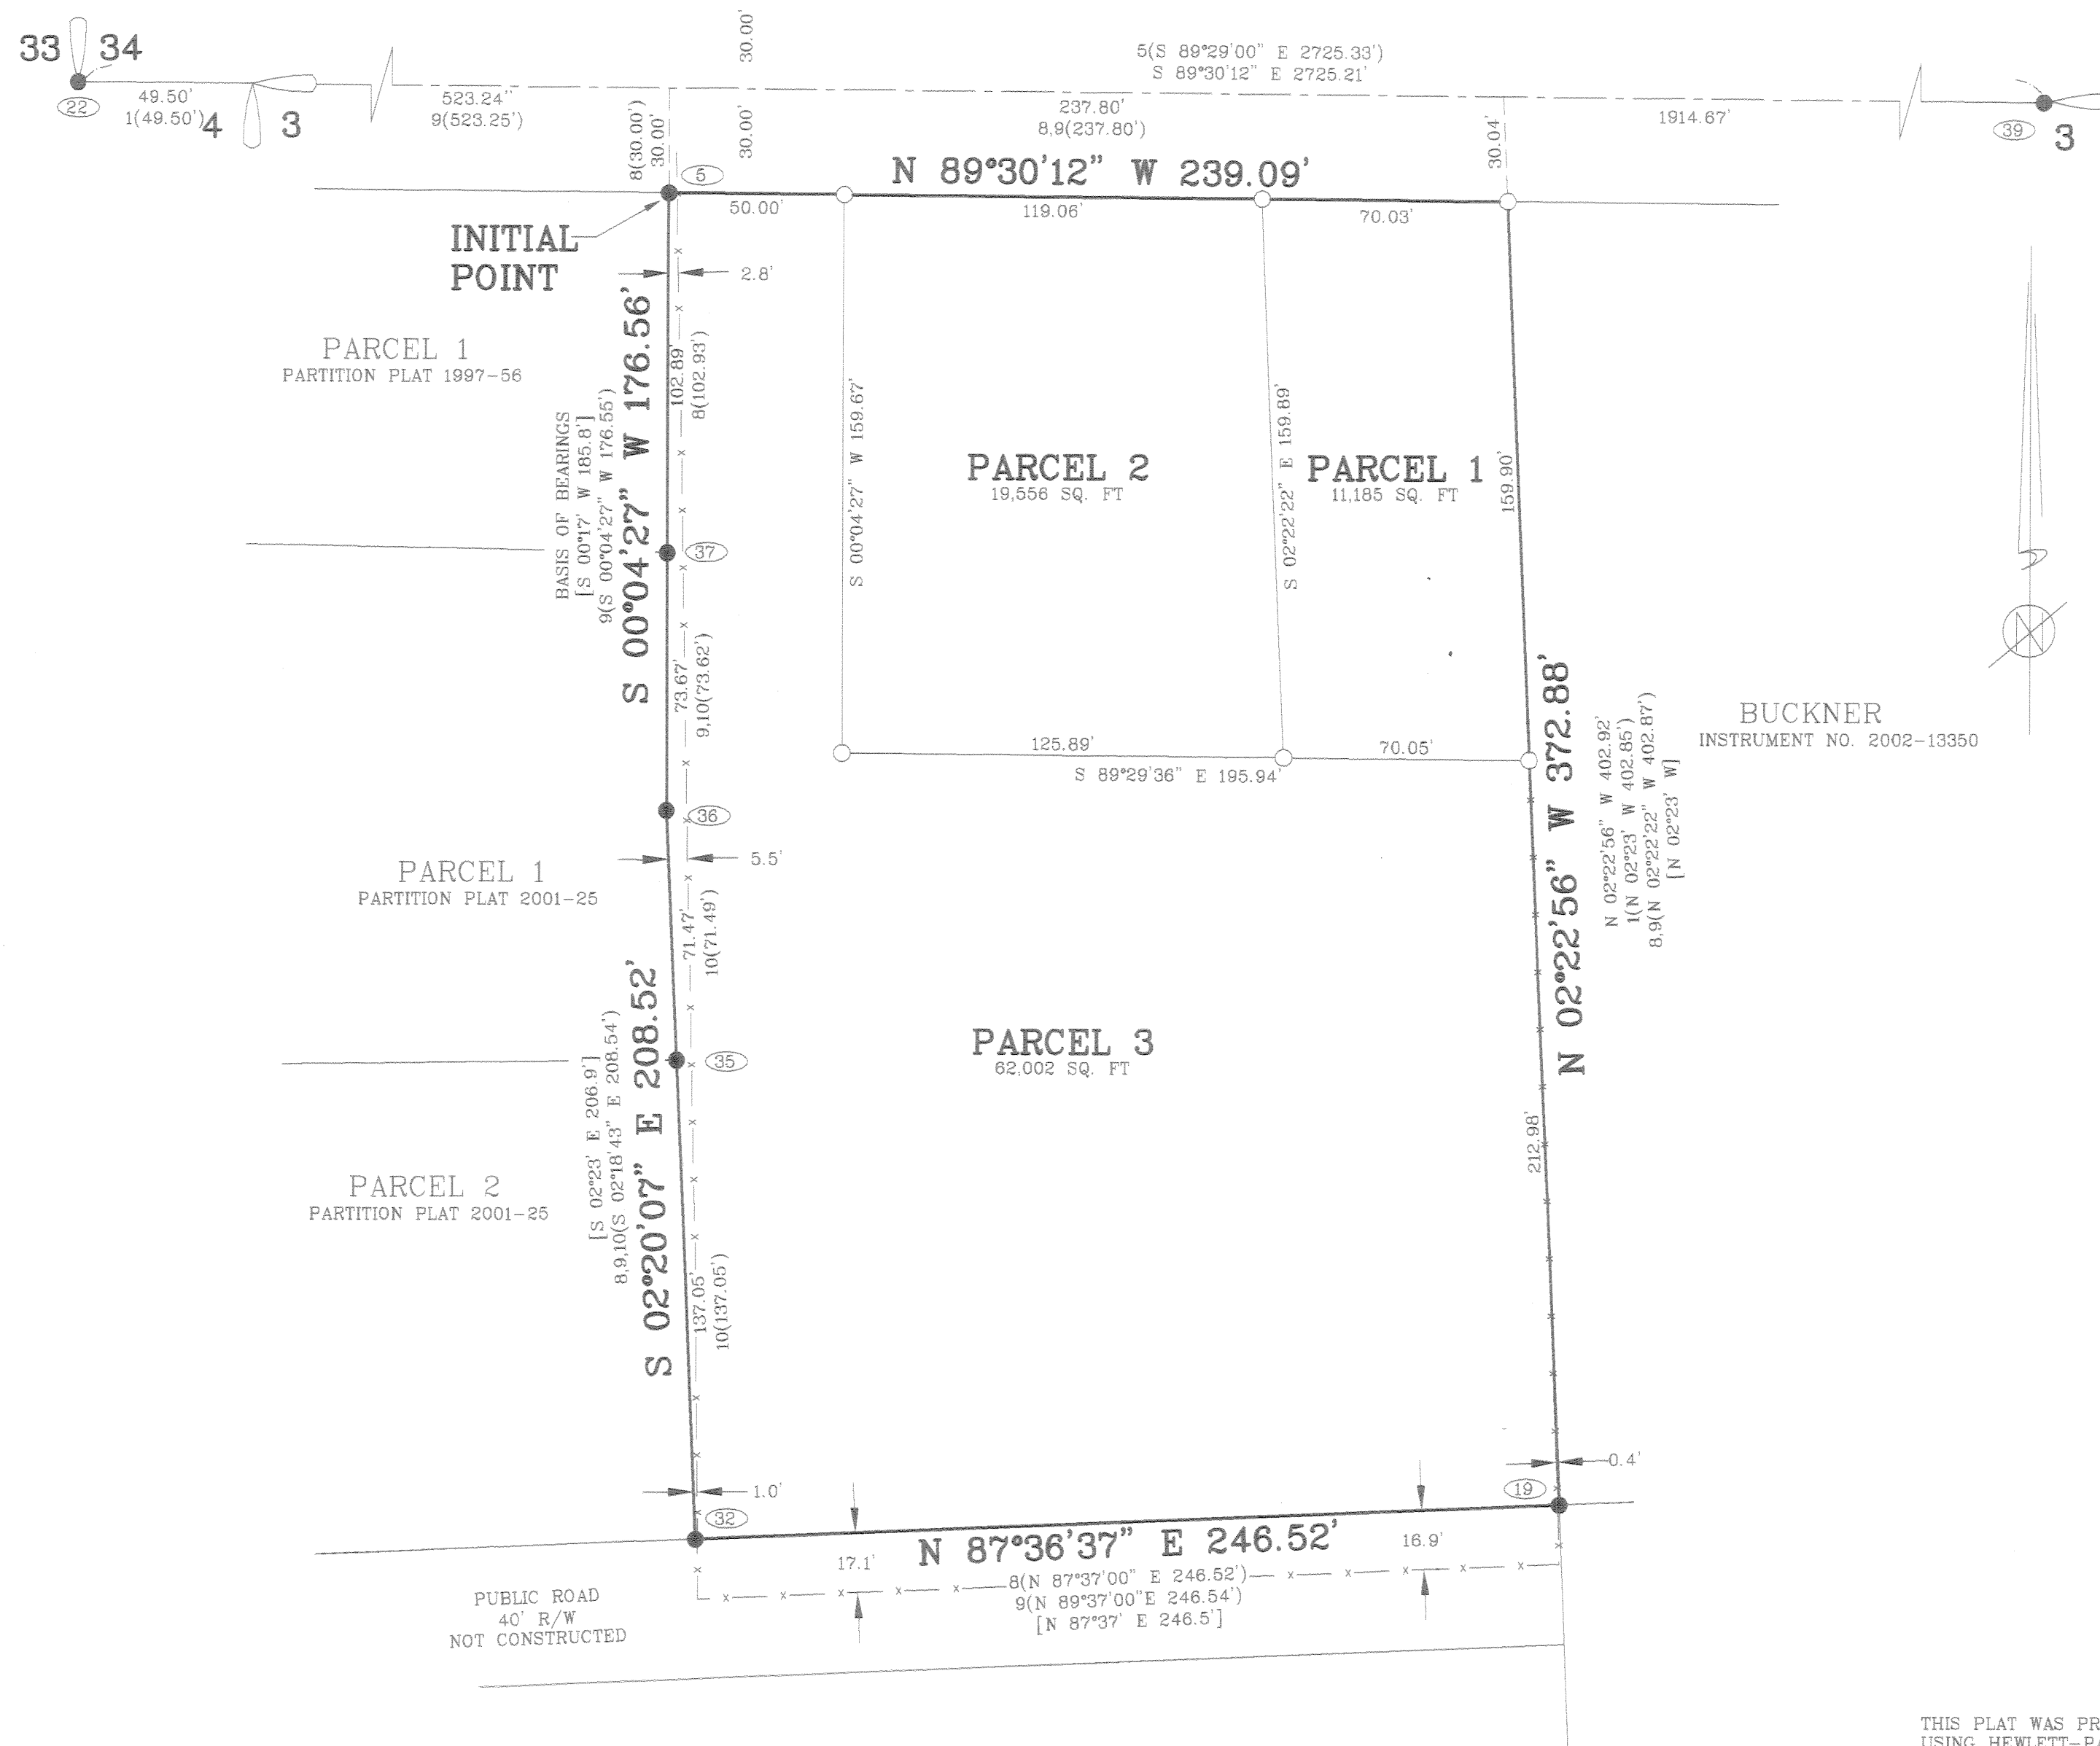 33 34
22
49.50'
1(49.50')
4 3
523.24''
9(523.25')
8(30.00')
30.00'
30.00'
30.00'
5(S 89°29'00" E 2725.33')
S 89°30'12" E 2725.21'
237.80'
8,9(237.80')
30.04'
1914.67'
39
3
5
N 89°30'12" W 239.09'
50.00'
119.06'
70.03'
INITIAL
POINT
2.8'
PARCEL 1
PARTITION PLAT 1997-56
BASIS OF BEARINGS
[S 00°17' W 185.8']
9(S 00°04'27" W 176.55')
S 00°04'27" W 176.56'
102.89'
8(102.93')
37
73.67'
9,10(73.62')
S 00°04'27" W 159.67'
PARCEL 2
19,556 SQ. FT
S 02°22'22" E 159.89'
PARCEL 1
11,185 SQ. FT
159.90'
125.89'
70.05'
S 89°29'36" E 195.94'
N 02°22'56" W 372.88'
N 02°22'56" W 402.92'
1(N 02°23' W 402.85')
8,9(N 02°22'22" W 402.87')
[N 02°23' W]
BUCKNER
INSTRUMENT NO. 2002-13350
N
36
5.5'
PARCEL 1
PARTITION PLAT 2001-25
71.47'
10(71.49')
35
PARCEL 3
62,002 SQ. FT
[S 02°23' E 206.9']
8,9,10(S 02°18'43" E 208.54')
S 02°20'07" E 208.52'
137.05'
10(137.05')
212.98'
PARCEL 2
PARTITION PLAT 2001-25
1.0'
32
19
0.4'
17.1'
N 87°36'37" E 246.52'
16.9'
8(N 87°37'00" E 246.52')
9(N 89°37'00"E 246.54')
[N 87°37' E 246.5']
PUBLIC ROAD
40' R/W
NOT CONSTRUCTED
THIS PLAT WAS PR
USING HEWLETT-PA